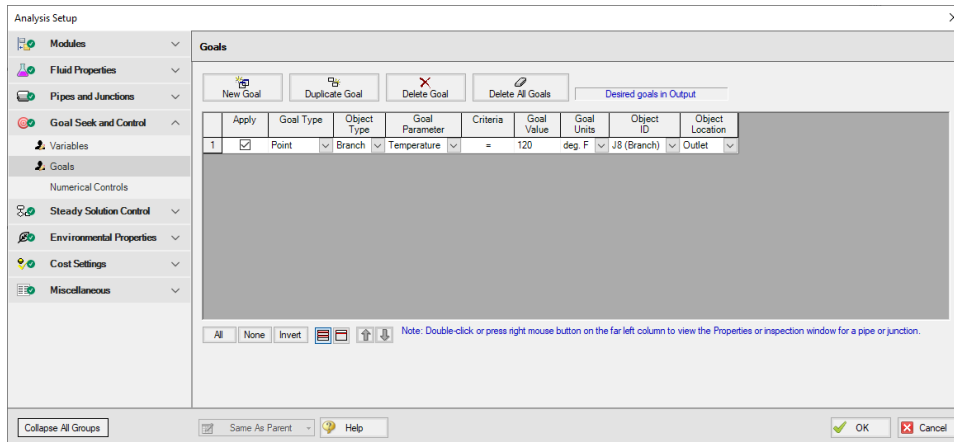 Analysis Setup
Modules
Fluid Properties
Pipes and Junctions
Goal Seek and Control
Variables
Goals
Numerical Controls
Steady Solution Control
Environmental Properties
Cost Settings
Miscellaneous
Collapse All Groups
Goals
New Goal Duplicate Goal Delete Goal Delete All Goals Desired goals in Output
Apply Goal Type Object Type Goal Parameter Criteria Goal Value Goal Units Object ID Object Location
1 Point Branch Temperature = 120 deg. F J8 (Branch) Outlet
All None Invert Note: Double-click or press right mouse button on the far left column to view the Properties or inspection window for a pipe or junction.
Same As Parent Help OK Cancel